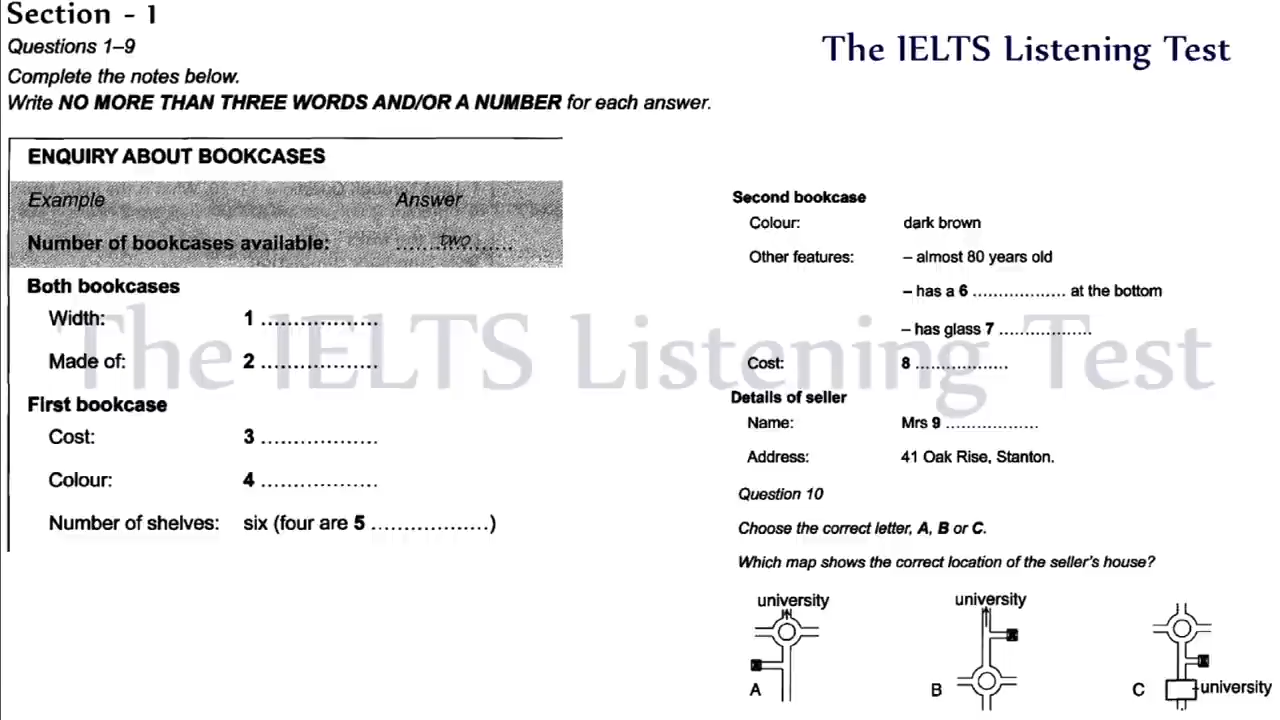 Section - 1
The IELTS Listening Test
Questions 1–9
Complete the notes below.
Write NO MORE THAN THREE WORDS AND/OR A NUMBER for each answer.
ENQUIRY ABOUT BOOKCASES
Example Answer
Number of bookcases available: ......two.......
Both bookcases
Width: 1 ..................
Made of: 2 ..................
First bookcase
Cost: 3 ..................
Colour: 4 ..................
Number of shelves: six (four are 5 ..................)
Second bookcase
Colour: dark brown
Other features: – almost 80 years old
– has a 6 .................. at the bottom
– has glass 7 ..................
Cost: 8 ..................
Details of seller
Name: Mrs 9 ..................
Address: 41 Oak Rise, Stanton.
Question 10
Choose the correct letter, A, B or C.
Which map shows the correct location of the seller's house?
university
A
university
B
C
university
The IELTS Listening Test